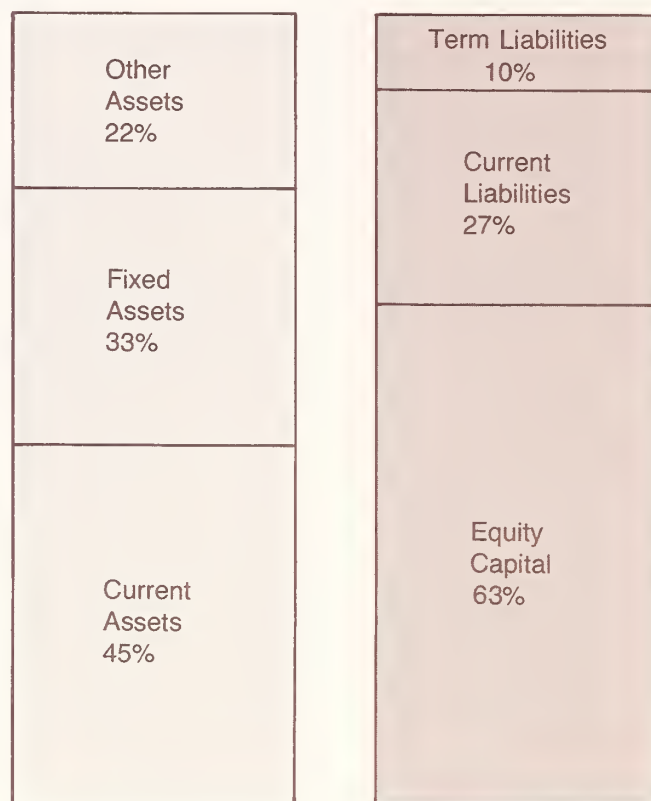 Other
Assets
22%
Fixed
Assets
33%
Current
Assets
45%
Term Liabilities
10%
Current
Liabilities
27%
Equity
Capital
63%